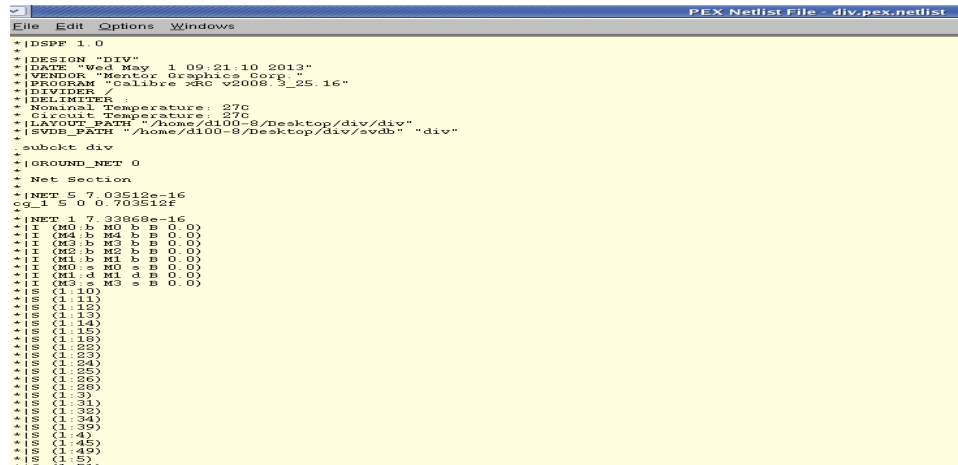 PEX Netlist File - div.pex.netlist
File Edit Options Windows
*|DSPF 1.0
*
*|DESIGN "DIV"
*|DATE "Wed May  1 09:21:10 2013"
*|VENDOR "Mentor Graphics Corp."
*|PROGRAM "Calibre xRC v2008.3_25.16"
*|DIVIDER /
*|DELIMITER :
* Nominal Temperature: 27C
* Circuit Temperature: 27C
*|LAYOUT_PATH "/home/d100-8/Desktop/div/div"
*|SVDB_PATH "/home/d100-8/Desktop/div/svdb" "div"
*
.subckt div
*
*|GROUND_NET 0
*
* Net Section
*
*|NET 5 7.03512e-16
cg_1 5 0 0.703512f
*
*|NET 1 7.33868e-16
*|I (M0:b M0 b B 0.0)
*|I (M4:b M4 b B 0.0)
*|I (M3:b M3 b B 0.0)
*|I (M2:b M2 b B 0.0)
*|I (M1:b M1 b B 0.0)
*|I (M0:s M0 s B 0.0)
*|I (M1:d M1 d B 0.0)
*|I (M3:s M3 s B 0.0)
*|S (1:10)
*|S (1:11)
*|S (1:12)
*|S (1:13)
*|S (1:14)
*|S (1:15)
*|S (1:18)
*|S (1:22)
*|S (1:23)
*|S (1:24)
*|S (1:25)
*|S (1:26)
*|S (1:28)
*|S (1:3)
*|S (1:31)
*|S (1:32)
*|S (1:34)
*|S (1:39)
*|S (1:4)
*|S (1:45)
*|S (1:49)
*|S (1:5)